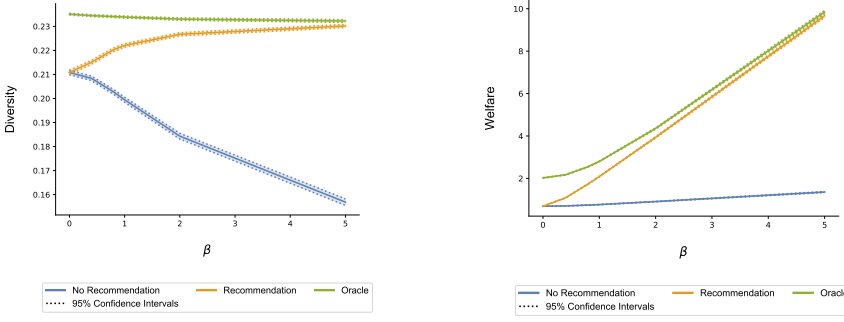 0.23
0.22
0.21
0.20
0.19
0.18
0.17
0.16
Diversity
0 1 2 3 4 5
β
No Recommendation Recommendation Oracle
95% Confidence Intervals
10
8
6
4
2
Welfare
0 1 2 3 4 5
β
No Recommendation Recommendation Oracle
95% Confidence Intervals